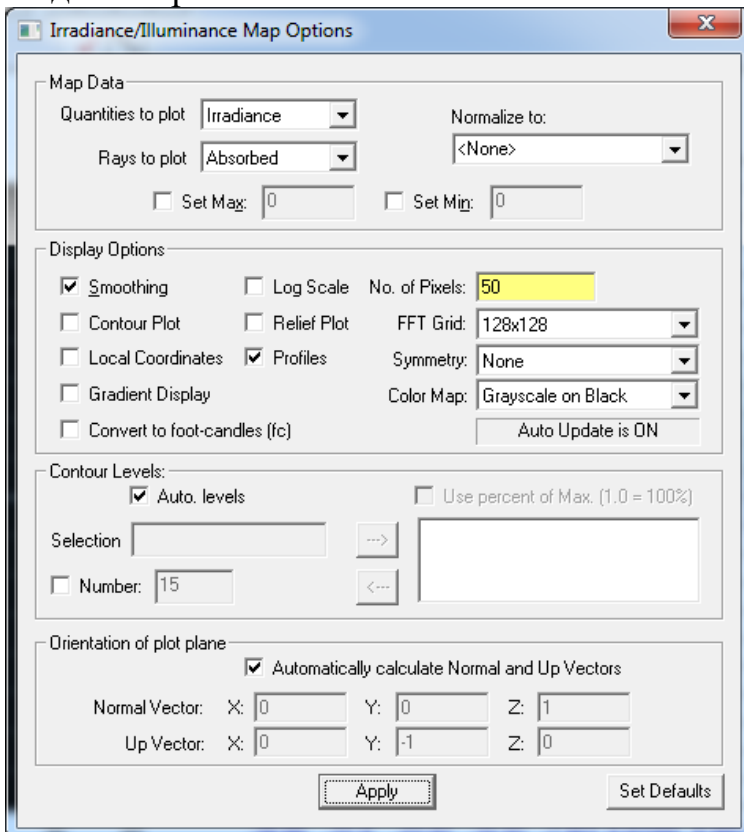 Irradiance/Illuminance Map Options
Map Data
Quantities to plot Irradiance Normalize to:
Rays to plot Absorbed <None>
Set Max: 0 Set Min: 0
Display Options
Smoothing Log Scale No. of Pixels: 50
Contour Plot Relief Plot FFT Grid: 128x128
Local Coordinates Profiles Symmetry: None
Gradient Display Color Map: Grayscale on Black
Convert to foot-candles (fc) Auto Update is ON
Contour Levels:
Auto. levels Use percent of Max. (1.0 = 100%)
Selection --->
Number: 15 <---
Orientation of plot plane
Automatically calculate Normal and Up Vectors
Normal Vector: X: 0 Y: 0 Z: 1
Up Vector: X: 0 Y: -1 Z: 0
Apply Set Defaults